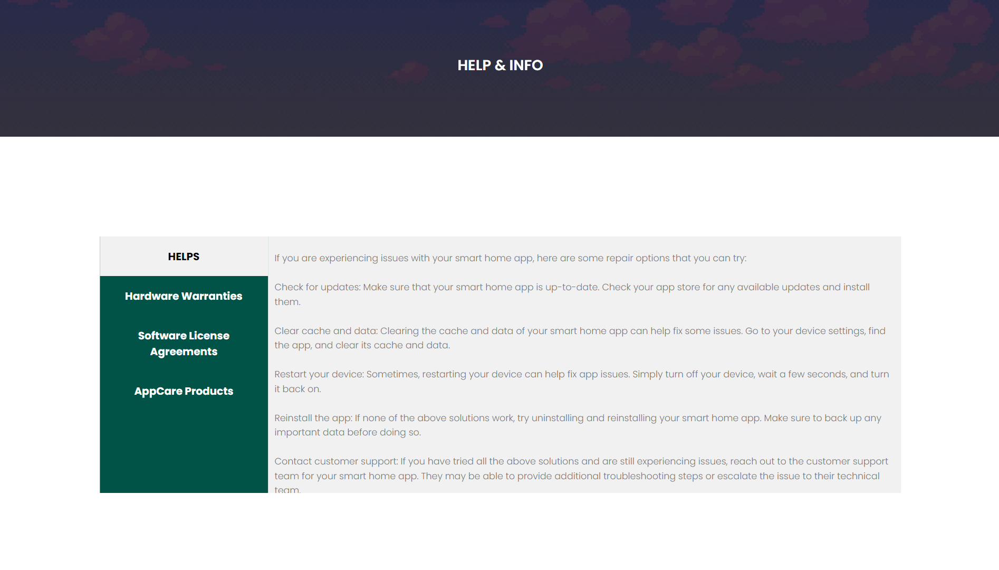 HELP & INFO
HELPS
Hardware Warranties
Software License
Agreements
AppCare Products
If you are experiencing issues with your smart home app, here are some repair options that you can try:
Check for updates: Make sure that your smart home app is up-to-date. Check your app store for any available updates and install
them.
Clear cache and data: Clearing the cache and data of your smart home app can help fix some issues. Go to your device settings, find
the app, and clear its cache and data.
Restart your device: Sometimes, restarting your device can help fix app issues. Simply turn off your device, wait a few seconds, and turn
it back on.
Reinstall the app: If none of the above solutions work, try uninstalling and reinstalling your smart home app. Make sure to back up any
important data before doing so.
Contact customer support: If you have tried all the above solutions and are still experiencing issues, reach out to the customer support
team for your smart home app. They may be able to provide additional troubleshooting steps or escalate the issue to their technical
team.